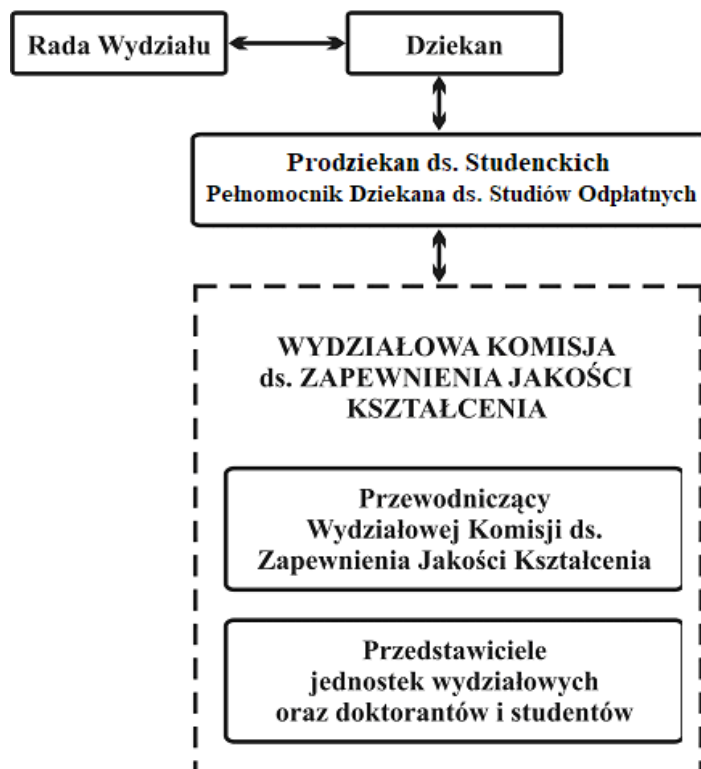 Rada Wydziału
Dziekan
Prodziekan ds. Studenckich
Pełnomocnik Dziekana ds. Studiów Odpłatnych
WYDZIAŁOWA KOMISJA
ds. ZAPEWNIENIA JAKOŚCI
KSZTAŁCENIA
Przewodniczący
Wydziałowej Komisji ds.
Zapewnienia Jakości Kształcenia
Przedstawiciele
jednostek wydziałowych
oraz doktorantów i studentów